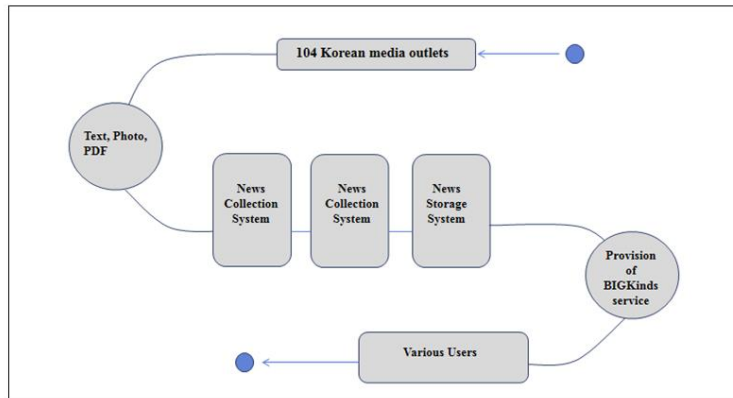 104 Korean media outlets
Text, Photo,
PDF
News
Collection
System
News
Collection
System
News
Storage
System
Provision
of
BIGKinds
service
Various Users